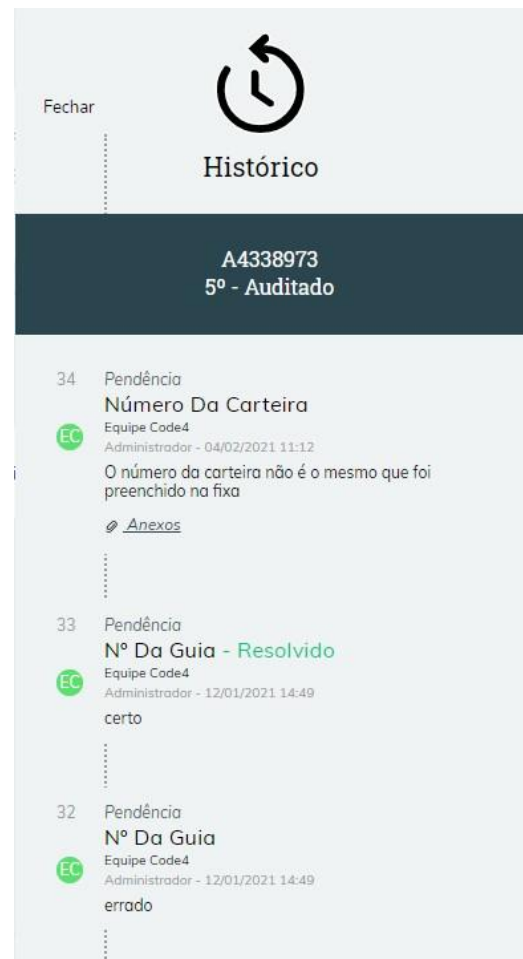 Fechar
Histórico
A4338973
5º - Auditado
34 Pendência
Número Da Carteira
EC Equipe Code4
Administrador - 04/02/2021 11:12
O número da carteira não é o mesmo que foi
preenchido na fixa
Anexos
33 Pendência
Nº Da Guia - Resolvido
EC Equipe Code4
Administrador - 12/01/2021 14:49
certo
32 Pendência
Nº Da Guia
EC Equipe Code4
Administrador - 12/01/2021 14:49
errado